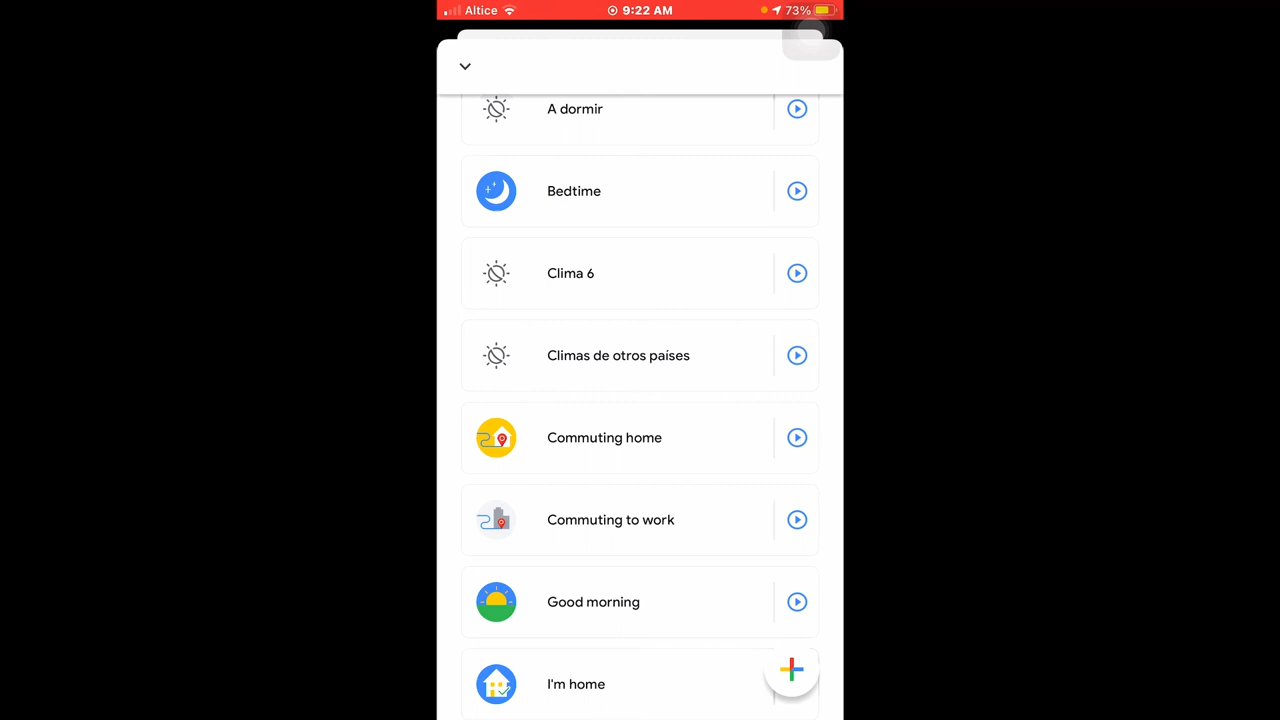 Altice 9:22 AM 73%
A dormir
Bedtime
Clima 6
Climas de otros países
Commuting home
Commuting to work
Good morning
I'm home